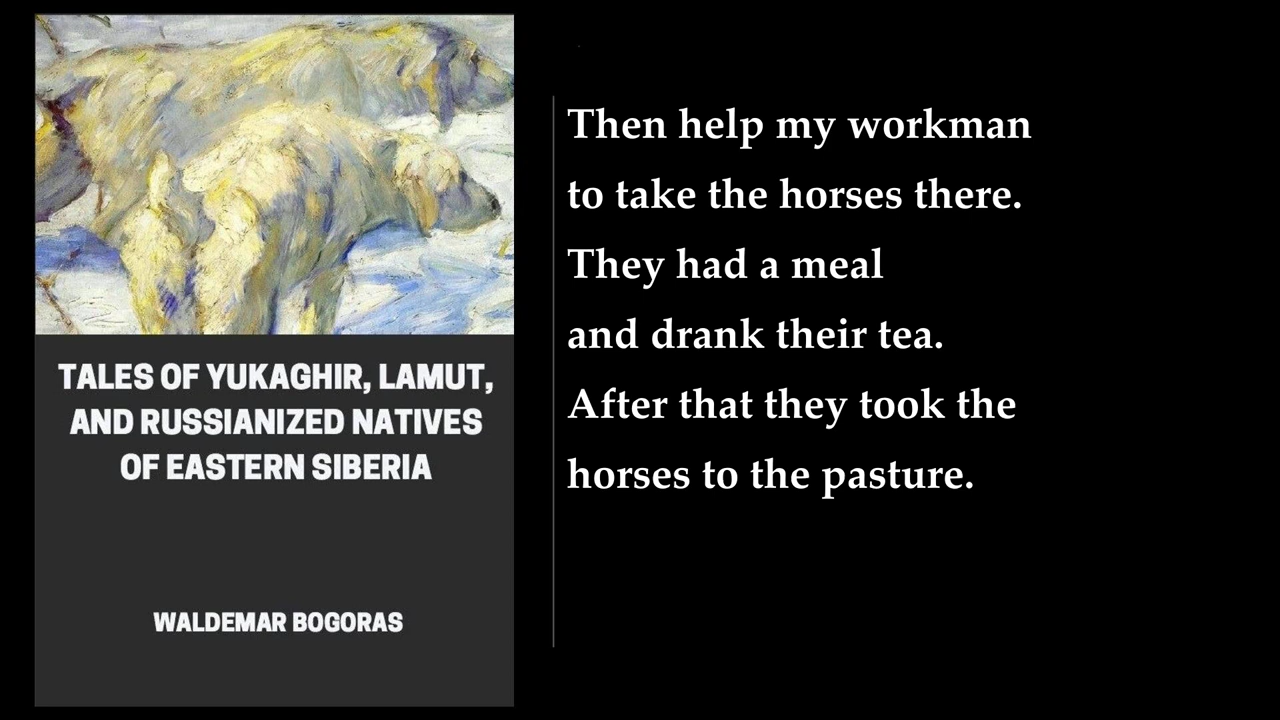 TALES OF YUKAGHIR, LAMUT,
AND RUSSIANIZED NATIVES
OF EASTERN SIBERIA
WALDEMAR BOGORAS
Then help my workman
to take the horses there.
They had a meal
and drank their tea.
After that they took the
horses to the pasture.